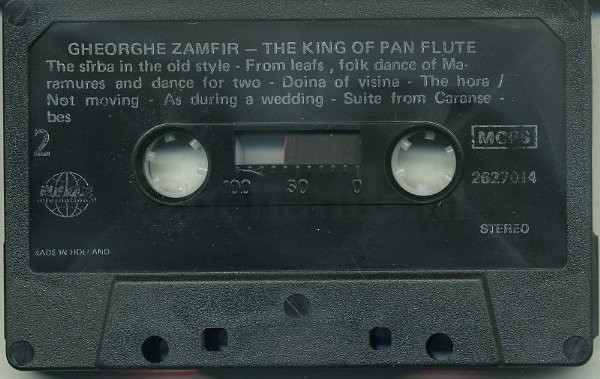 GHEORGHE ZAMFIR – THE KING OF PAN FLUTE
The sîrba in the old style - From leafs , folk dance of Ma-
ramures and dance for two - Doina of visina - The hora /
Not moving - As during a wedding - Suite from Caranse -
bes
2
MCPS
100 50 0
2627014
international
STEREO
MADE IN HOLLAND